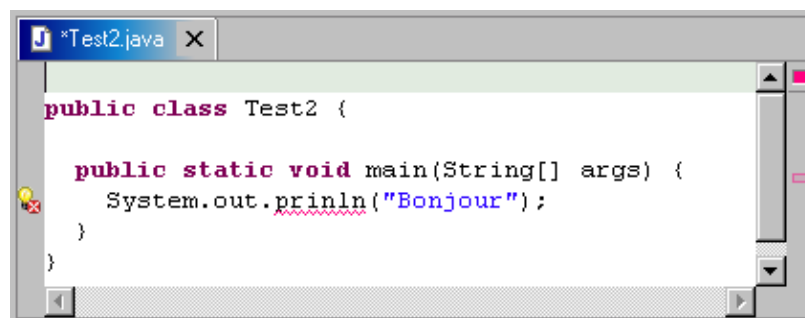 *Test2.java
public class Test2 {
public static void main(String[] args) {
System.out.prinln("Bonjour");
}
}